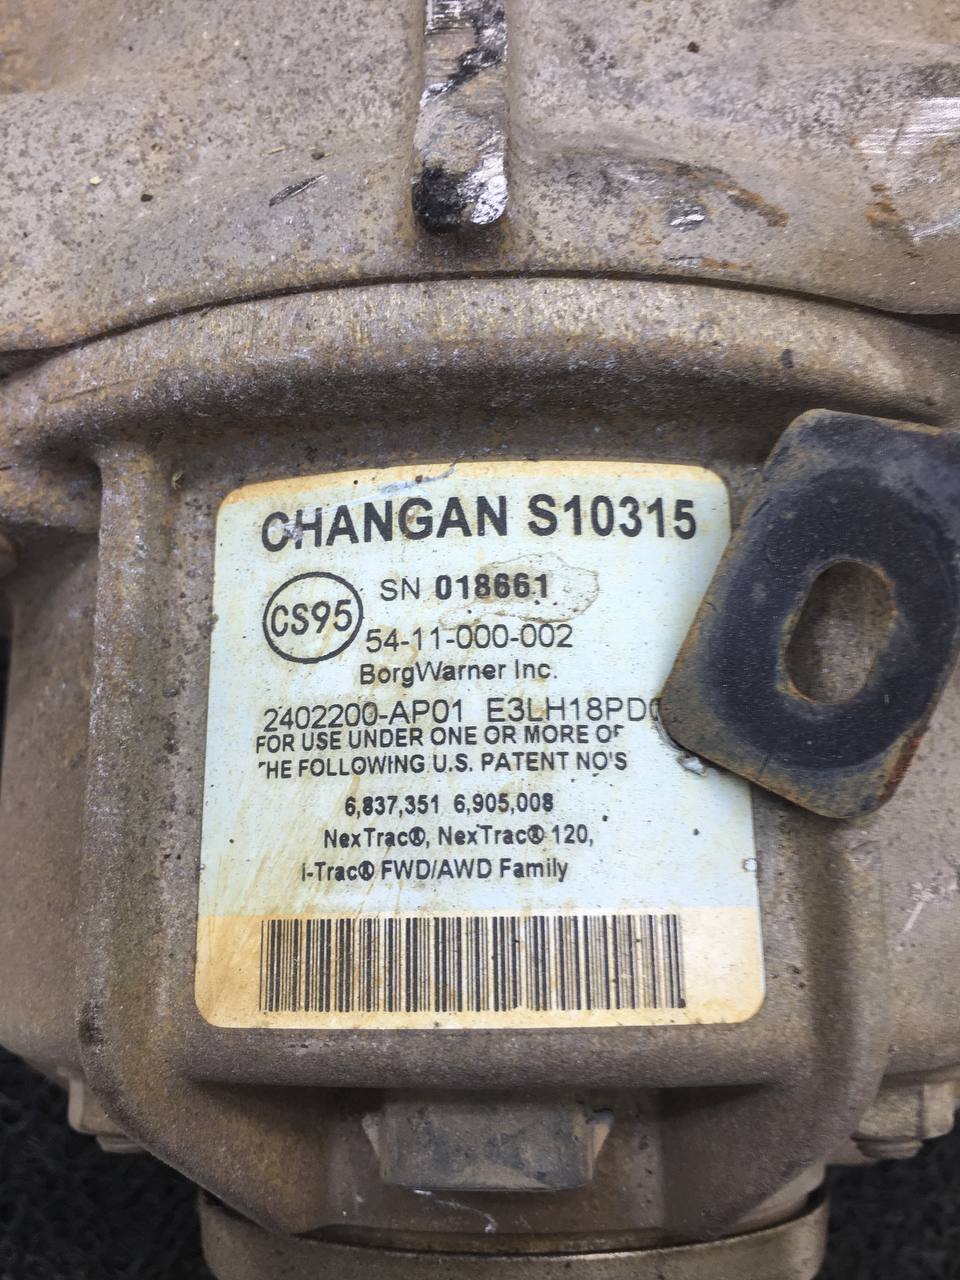 CHANGAN S10315
CS95
SN 018661
54-11-000-002
BorgWarner Inc.
2402200-AP01 E3LH18PD
FOR USE UNDER ONE OR MORE OF
THE FOLLOWING U.S. PATENT NO'S
6,837,351 6,905,008
NexTrac®, NexTrac® 120,
I-Trac® FWD/AWD Family